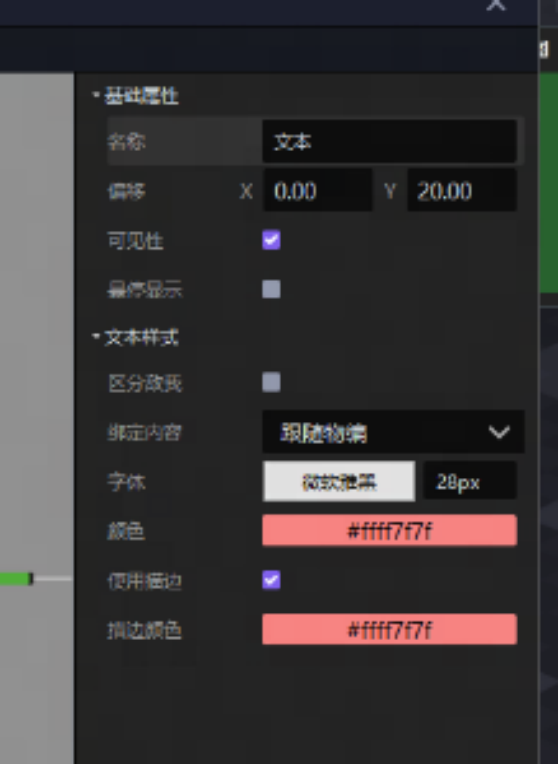 基础属性
名称 文本
偏移 X 0.00 Y 20.00
可见性
悬停显示
文本样式
区分敌我
绑定内容 跟随物编
字体 微软雅黑 28px
颜色 #ffff7f7f
使用描边
描边颜色 #ffff7f7f